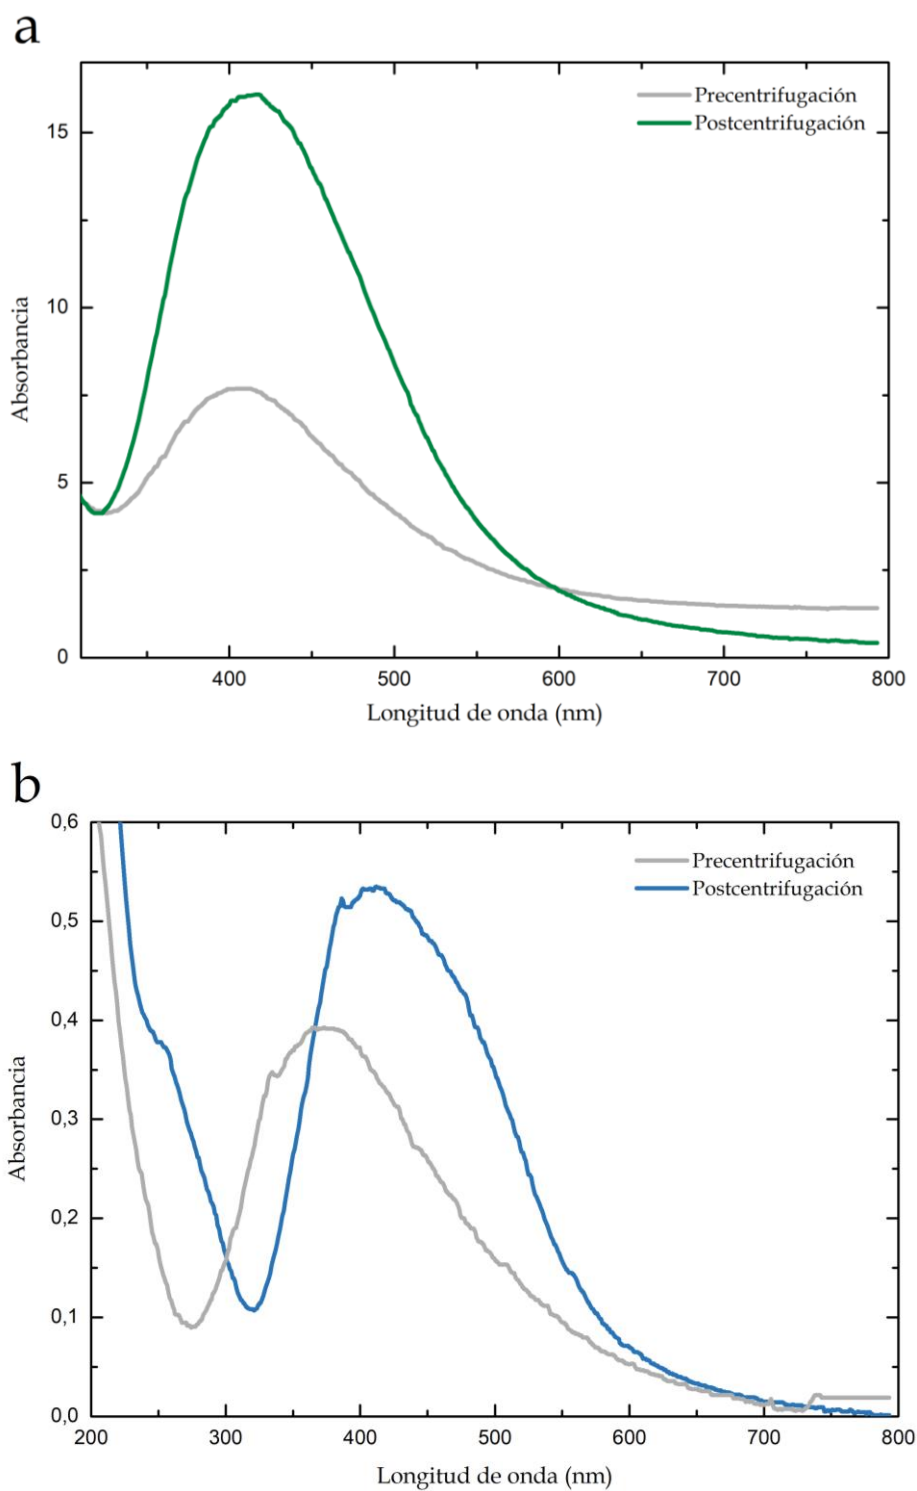 a
Precentrifugación
Postcentrifugación
15
10
5
0
Absorbancia
400 500 600 700 800
Longitud de onda (nm)
b
0,6
Precentrifugación
Postcentrifugación
0,5
0,4
0,3
0,2
0,1
0,0
Absorbancia
200 300 400 500 600 700 800
Longitud de onda (nm)